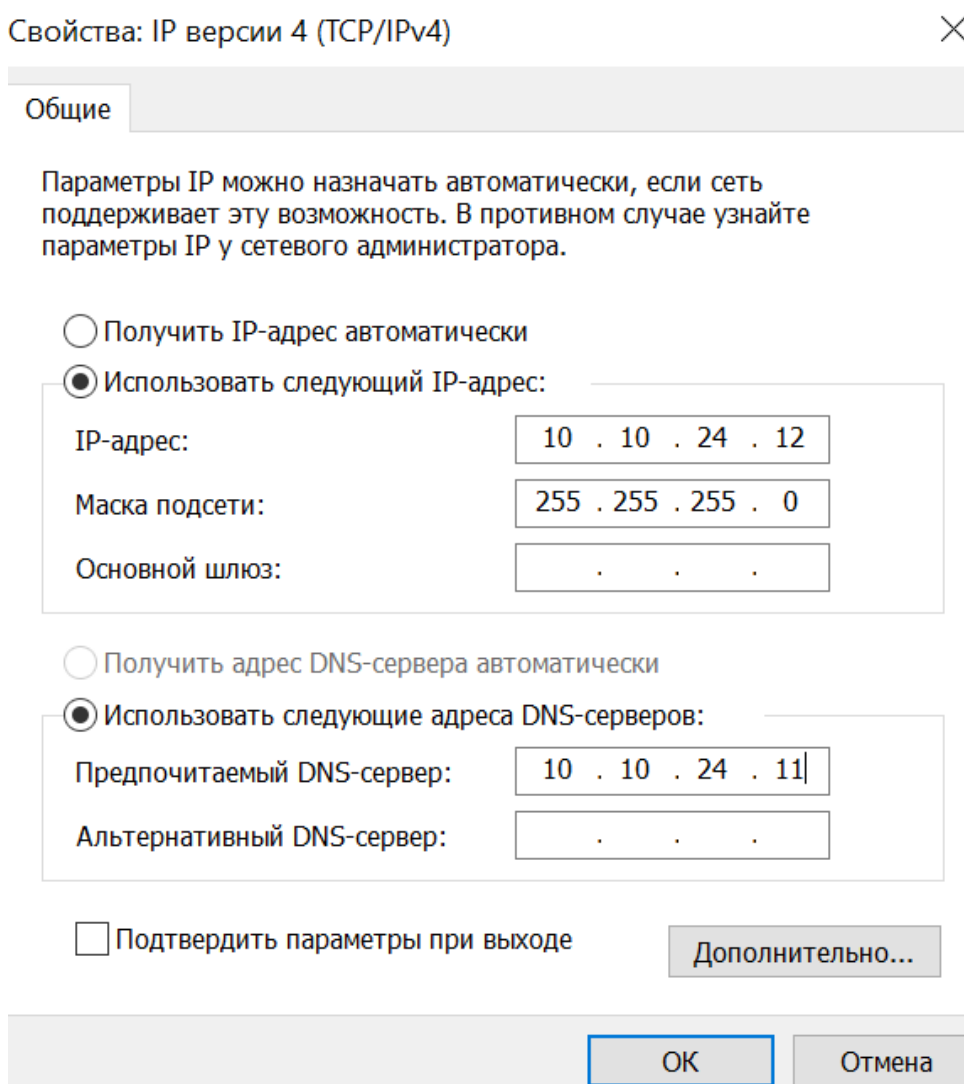 Свойства: IP версии 4 (TCP/IPv4)
Общие
Параметры IP можно назначать автоматически, если сеть
поддерживает эту возможность. В противном случае узнайте
параметры IP у сетевого администратора.
Получить IP-адрес автоматически
Использовать следующий IP-адрес:
IP-адрес: 10 . 10 . 24 . 12
Маска подсети: 255 . 255 . 255 . 0
Основной шлюз: . . .
Получить адрес DNS-сервера автоматически
Использовать следующие адреса DNS-серверов:
Предпочитаемый DNS-сервер: 10 . 10 . 24 . 11
Альтернативный DNS-сервер: . . .
Подтвердить параметры при выходе
Дополнительно...
ОК Отмена